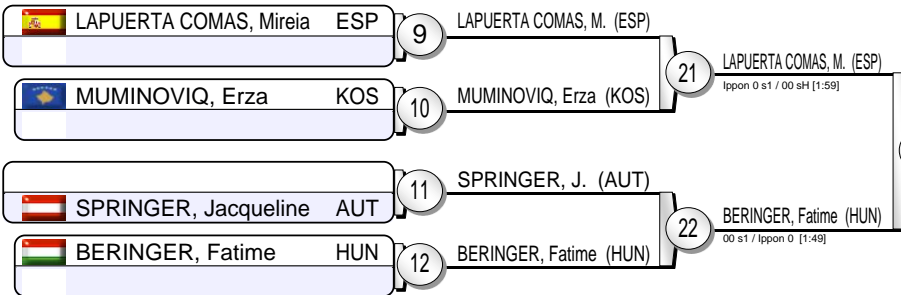 LAPUERTA COMAS, Mireia ESP
9
LAPUERTA COMAS, M. (ESP)
21
LAPUERTA COMAS, M. (ESP)
Ippon 0 s1 / 00 sH [1:59]
MUMINOVIQ, Erza KOS
10
MUMINOVIQ, Erza (KOS)
11
SPRINGER, J. (AUT)
SPRINGER, Jacqueline AUT
22
BERINGER, Fatime (HUN)
00 s1 / Ippon 0 [1:49]
BERINGER, Fatime HUN
12
BERINGER, Fatime (HUN)